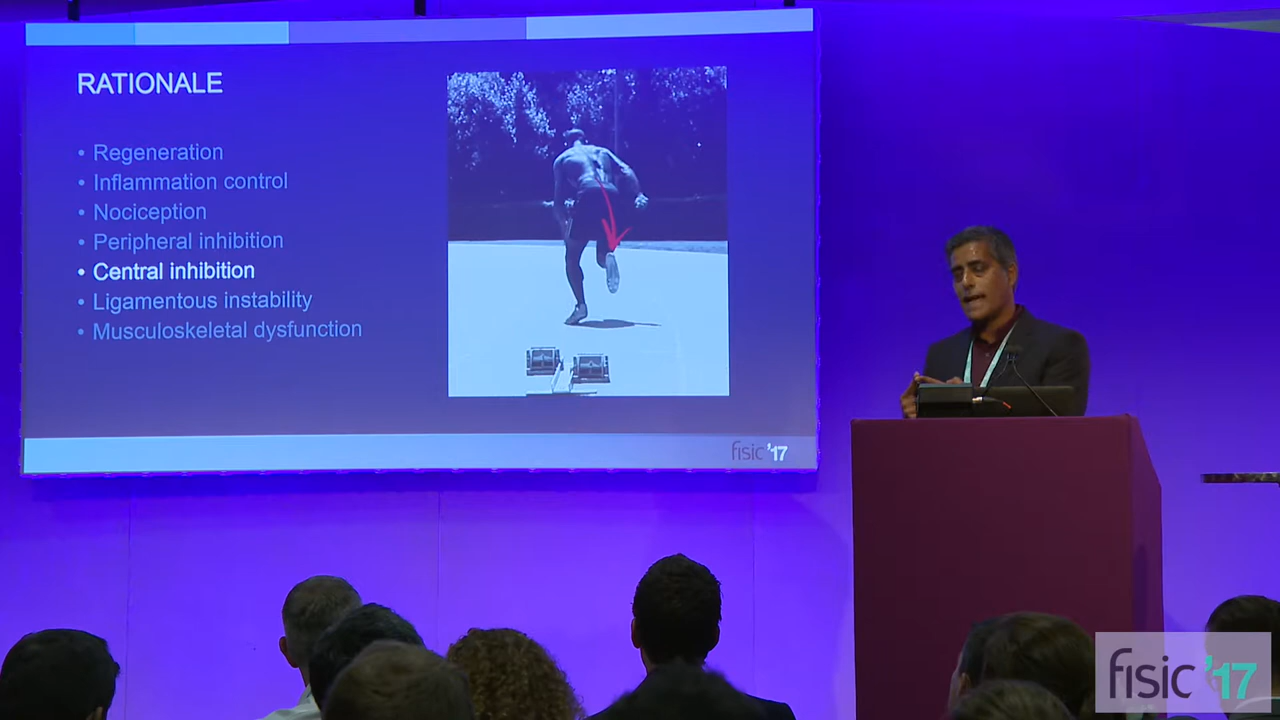 RATIONALE
• Regeneration
• Inflammation control
• Nociception
• Peripheral inhibition
• Central inhibition
• Ligamentous instability
• Musculoskeletal dysfunction
fisic '17
fisic '17